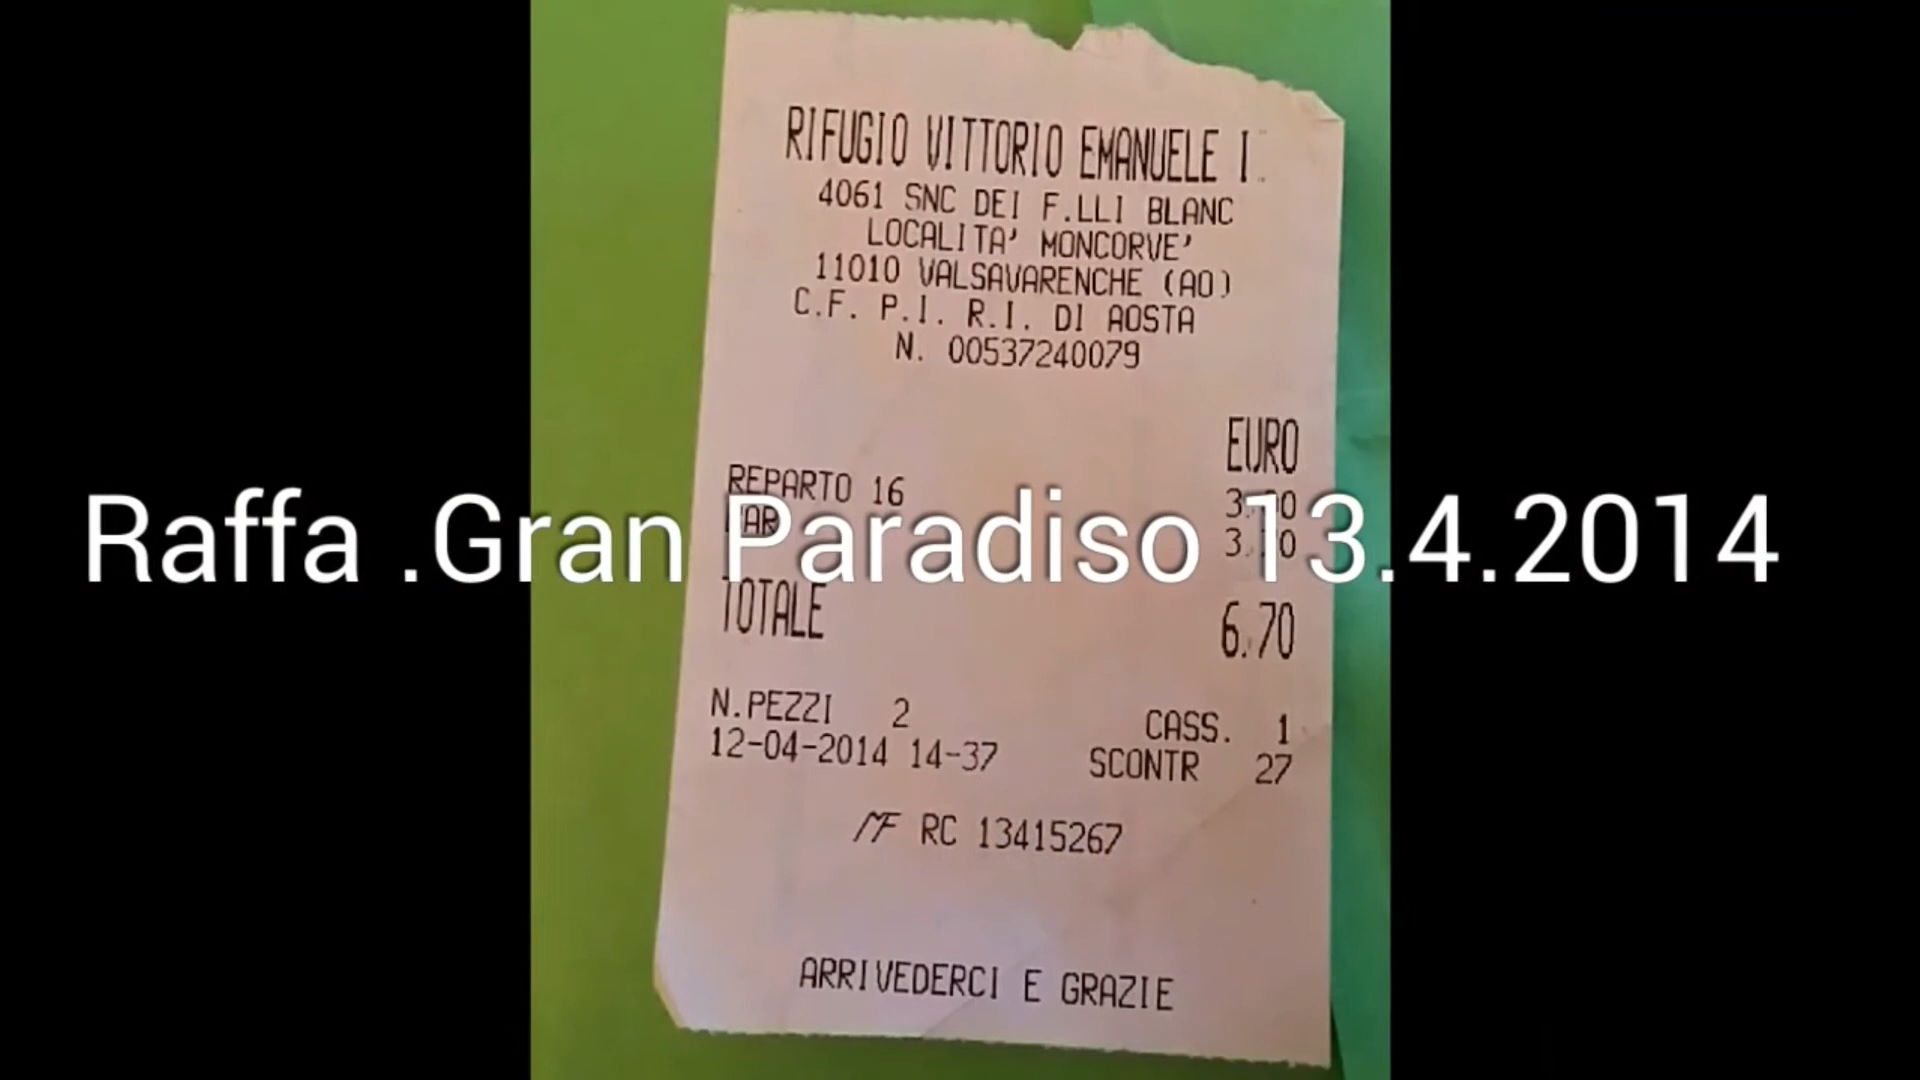 RIFUGIO VITTORIO EMANUELE I
4061 SNC DEI F.LLI BLANC
LOCALITA' MONCORVE'
11010 VALSAVARENCHE (AO)
C.F. P.I. R.I. DI AOSTA
N. 00537240079
EURO
REPARTO 16
Raffa .Gran Paradiso 13.4.2014
TOTALE 6.70
N.PEZZI 2 CASS. 1
12-04-2014 14-37 SCONTR 27
MF RC 13415267
ARRIVEDERCI E GRAZIE